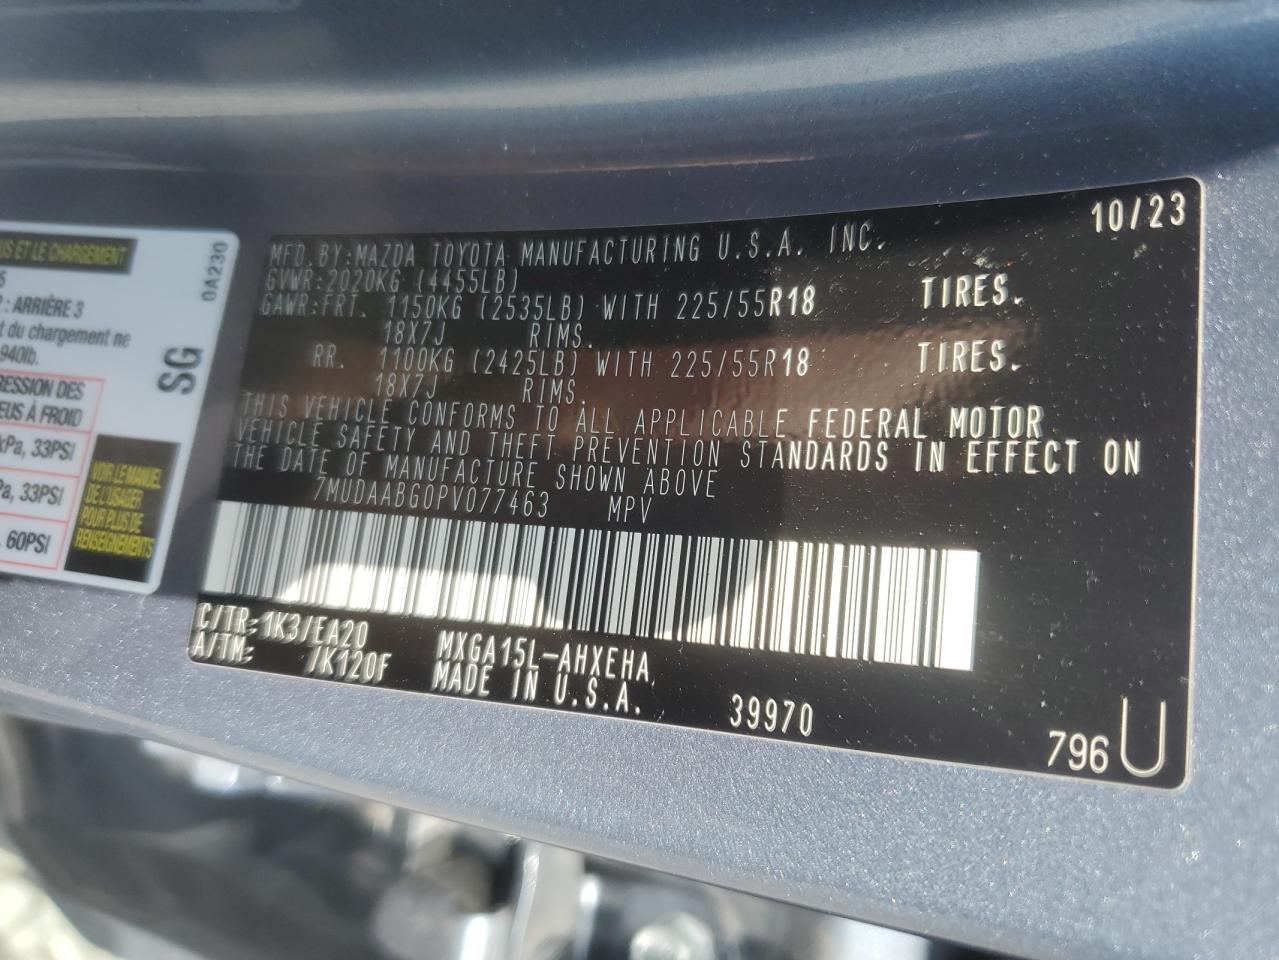 US ET LE CHARGEMENT
0A230
5
: ARRIÈRE 3
t du chargement ne
940lb.
SG
RESSION DES
EUS À FROID
kPa, 33PSI
Pa, 33PSI
, 60PSI
VOIR LE MANUEL
DE L'USAGER
POUR PLUS DE
RENSEIGNEMENTS
10/23
MFD. BY:MAZDA TOYOTA MANUFACTURING U.S.A. INC.
GVWR:2020KG (4455LB)
GAWR:FRT. 1150KG (2535LB) WITH 225/55R18 TIRES.
18X7J RIMS.
RR. 1100KG (2425LB) WITH 225/55R18 TIRES.
18X7J RIMS.
THIS VEHICLE CONFORMS TO ALL APPLICABLE FEDERAL MOTOR
VEHICLE SAFETY AND THEFT PREVENTION STANDARDS IN EFFECT ON
THE DATE OF MANUFACTURE SHOWN ABOVE
7MUDAABG0PV077463 MPV
C/TR:1K3/EA20 MXGA15L-AHXEHA
A/TM: /K120F MADE IN U.S.A.
39970
796 U